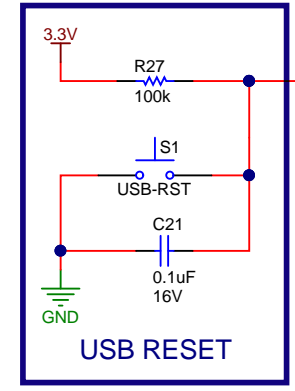 3.3V
R27
100k
S1
USB-RST
C21
0.1uF
16V
GND
USB RESET